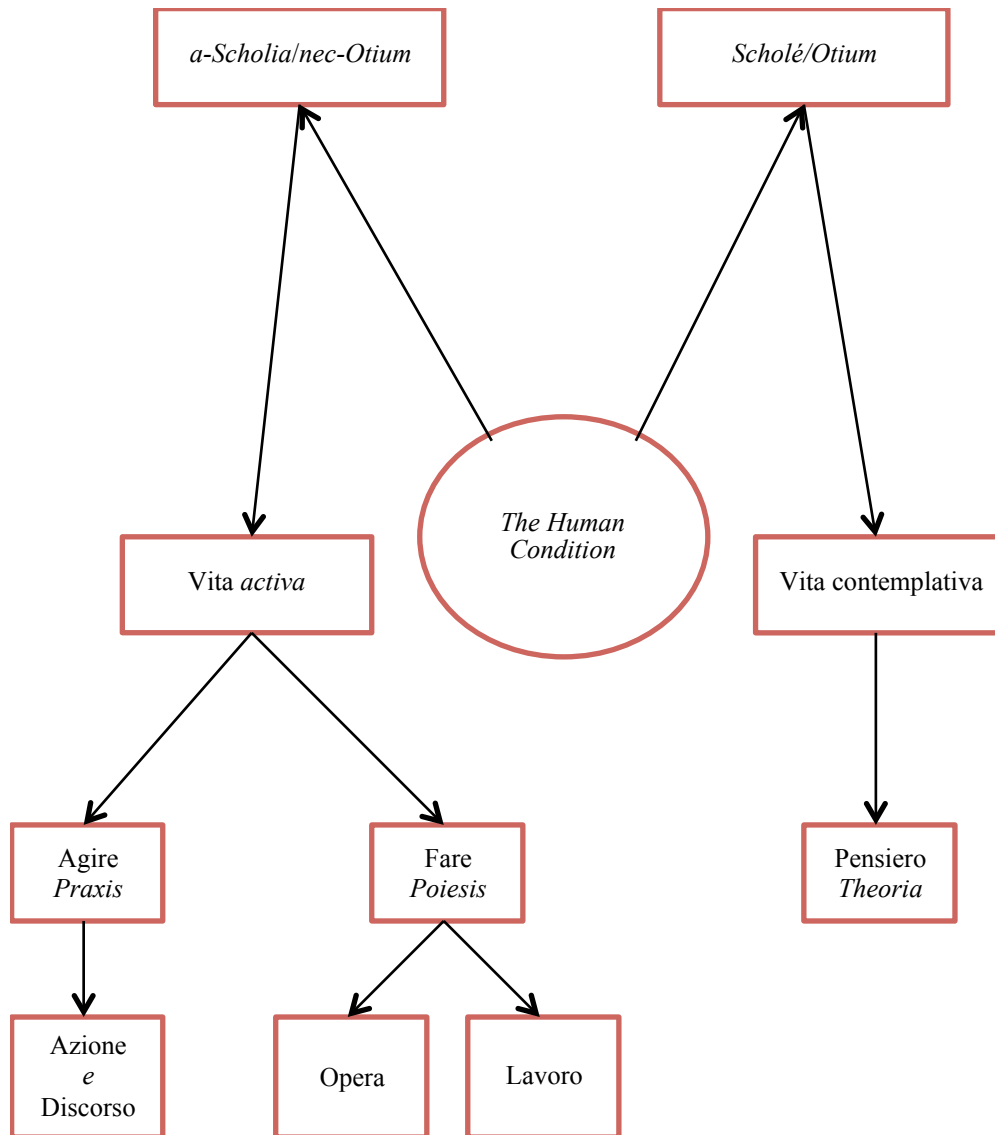 a-Scholia/nec-Otium
Scholé/Otium
The Human
Condition
Vita activa
Vita contemplativa
Agire
Praxis
Fare
Poiesis
Pensiero
Theoria
Azione
e
Discorso
Opera
Lavoro